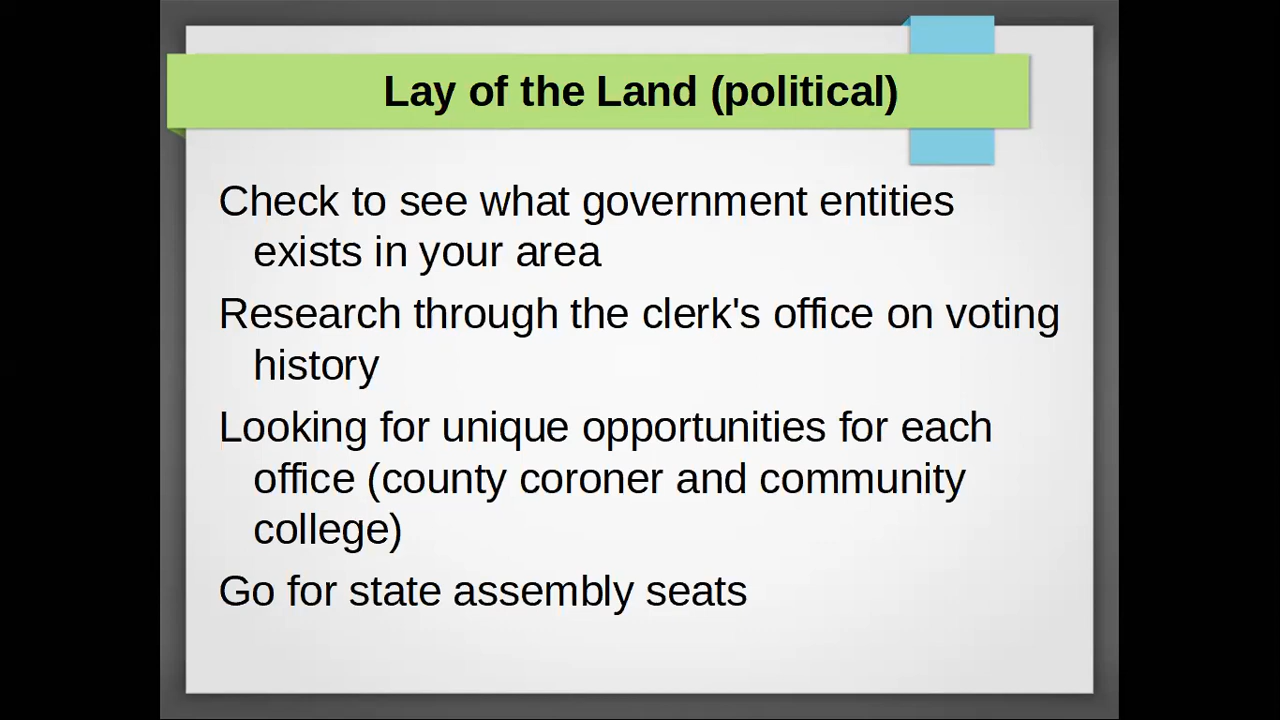 Lay of the Land (political)
Check to see what government entities
exists in your area
Research through the clerk's office on voting
history
Looking for unique opportunities for each
office (county coroner and community
college)
Go for state assembly seats